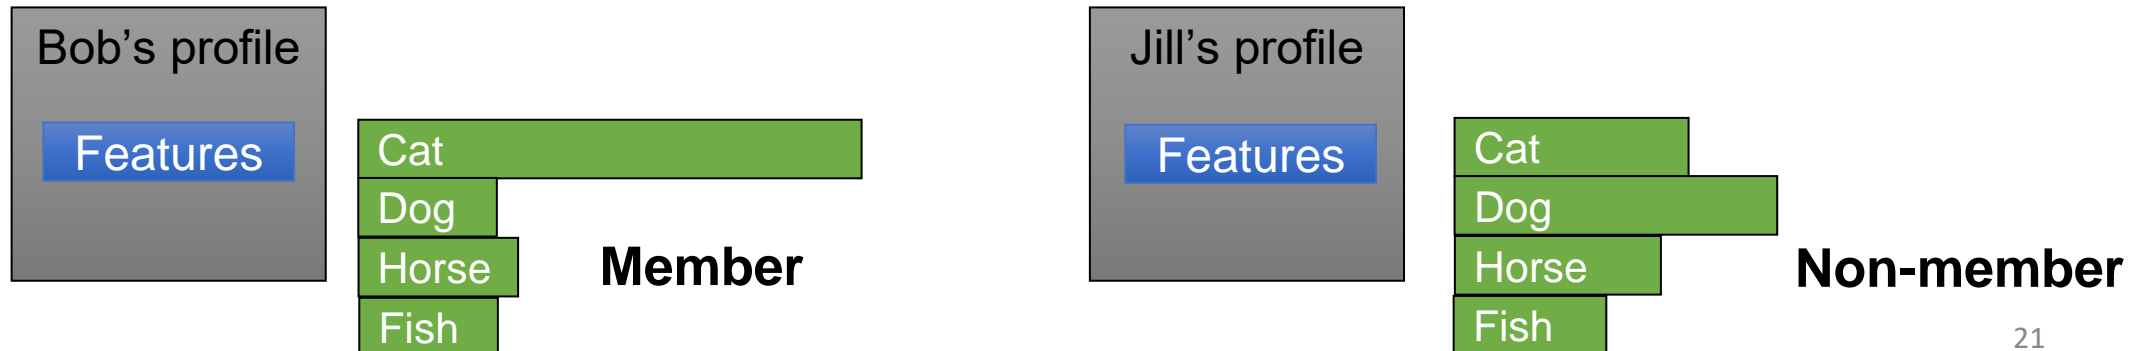 Bob’s profile
Features
Cat
Dog
Horse
Fish
Member
Jill’s profile
Features
Cat
Dog
Horse
Fish
Non-member
21